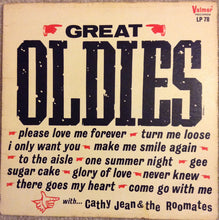 Valmor
LP 78
GREAT
OLDIES
please love me forever turn me loose
i only want you make me smile again
to the aisle one summer night gee
sugar cake glory of love never knew
there goes my heart come go with me
with... Cathy Jean & the Roomates